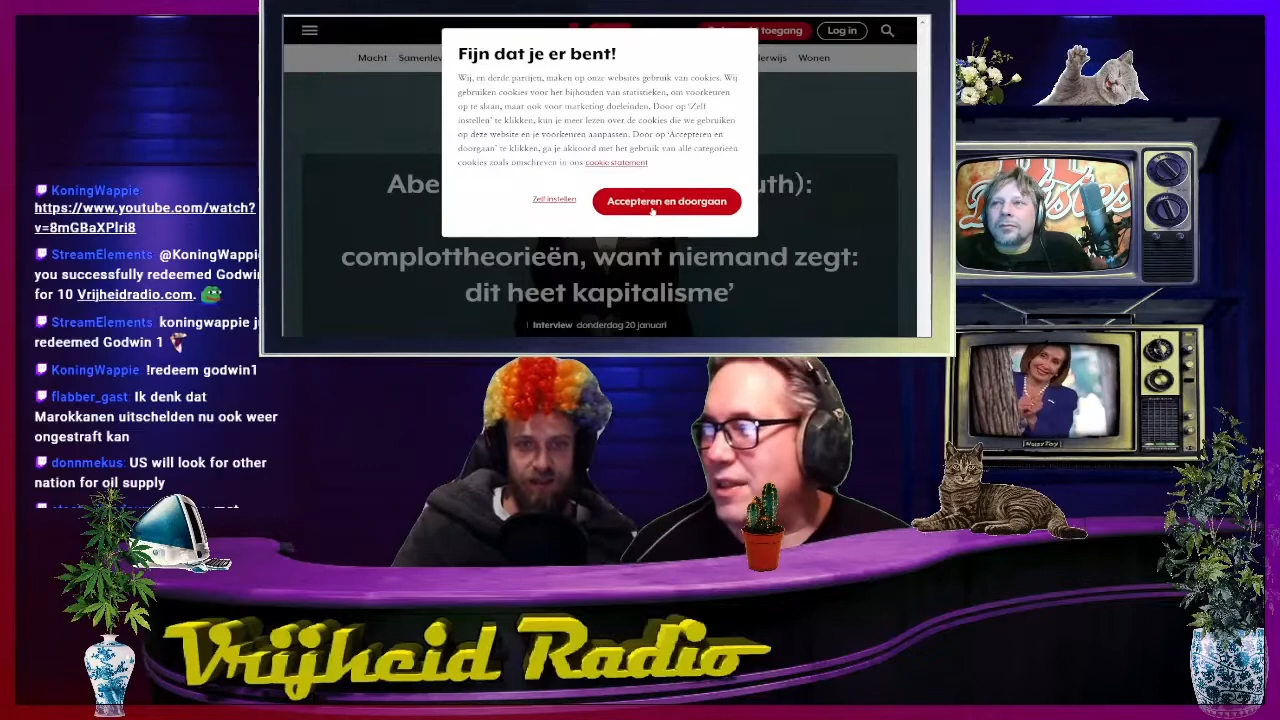 toegang
Log in
Macht
Wonen
Fijn dat je er bent!
Wij, en derde partijen, maken op onze websites gebruik van cookies. Wij
gebruiken cookies voor het bijhouden van statistieken, om voorkeuren
op te slaan, maar ook voor marketing doeleinden. Door op ‘Zelf
instellen’ te klikken, kun je meer lezen over de cookies die we gebruiken
op deze website en je voorkeuren aanpassen. Door op ‘Accepteren en
doorgaan’ te klikken, ga je akkoord met het gebruik van alle categorieën
cookies zoals omschreven in ons cookie statement
Zelf instellen
Accepteren en doorgaan
complottheorieën, want niemand zegt:
dit heet kapitalisme’
Interview donderdag 20 januari
KoningWappie:
https://www.youtube.com/watch?
v=8mGBaXPlri8
StreamElements: @KoningWappie
you successfully redeemed Godwin
for 10 Vrijheidradio.com.
StreamElements: koningwappie
redeemed Godwin 1
KoningWappie: !redeem godwin1
flabber_gast: Ik denk dat
Marokkanen uitschelden nu ook weer
ongestraft kan
donnmekus: US will look for other
nation for oil supply
Vrijheid Radio